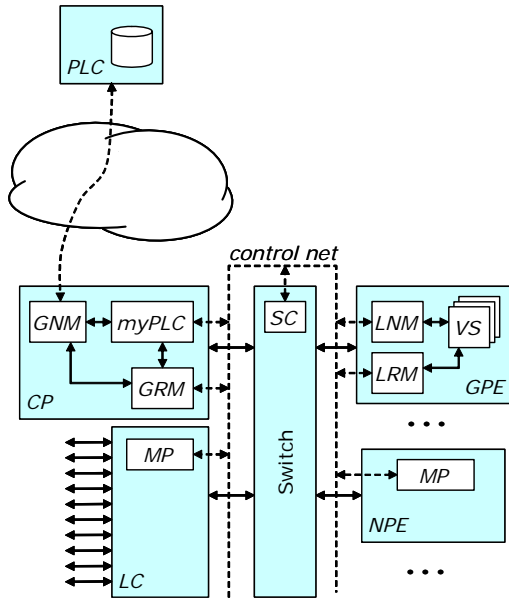 PLC
control net
GNM
myPLC
SC
LNM
VS
GRM
LRM
CP
GPE
• • •
MP
Switch
MP
NPE
LC
• • •